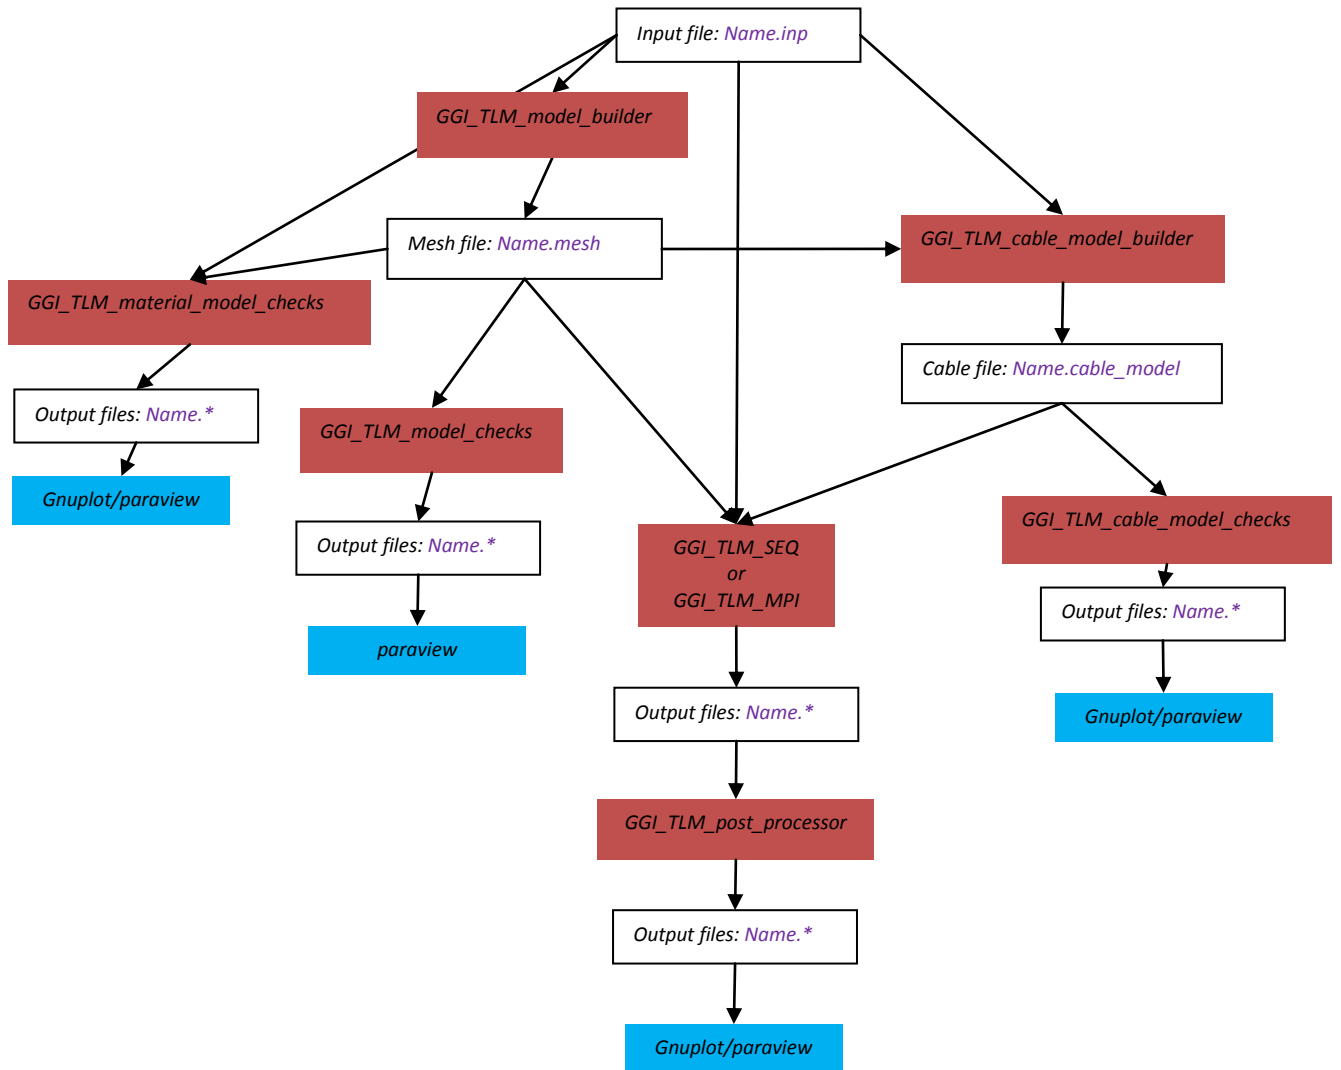 Input file: Name.inp
GGI_TLM_model_builder
Mesh file: Name.mesh
GGI_TLM_cable_model_builder
GGI_TLM_material_model_checks
Cable file: Name.cable_model
Output files: Name.*
GGI_TLM_model_checks
Gnuplot/paraview
GGI_TLM_cable_model_checks
Output files: Name.*
GGI_TLM_SEQ
or
GGI_TLM_MPI
Output files: Name.*
paraview
Output files: Name.*
Gnuplot/paraview
GGI_TLM_post_processor
Output files: Name.*
Gnuplot/paraview